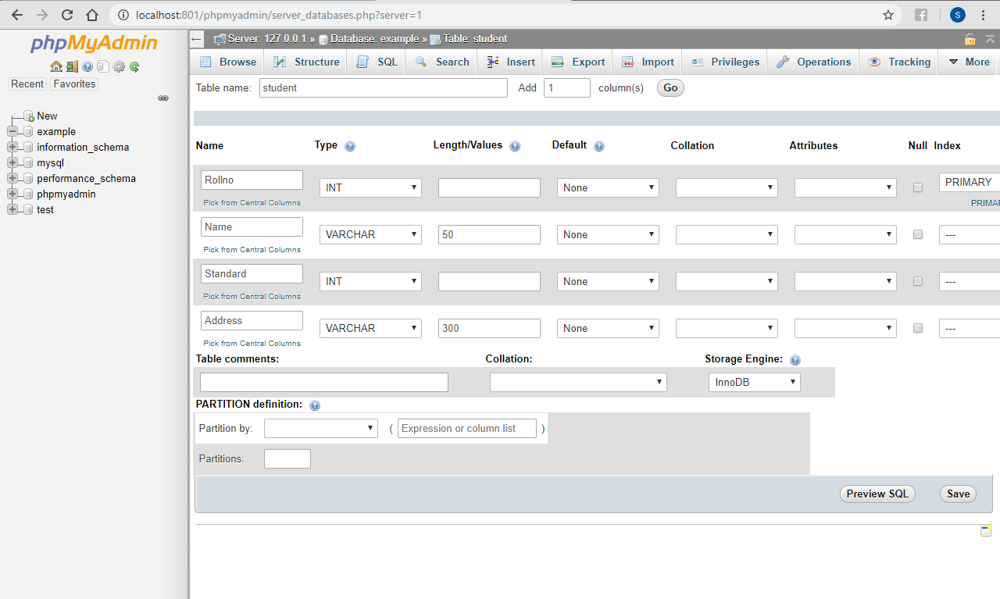 localhost:801/phpmyadmin/server_databases.php?server=1
S
phpMyAdmin
Recent Favorites
New
example
information_schema
mysql
performance_schema
phpmyadmin
test
Server: 127.0.0.1 » Database: example » Table: student
Browse Structure SQL Search Insert Export Import Privileges Operations Tracking More
Table name: student Add 1 column(s) Go
Name Type Length/Values Default Collation Attributes Null Index
Rollno INT None PRIMARY
Pick from Central Columns PRIMAR
Name VARCHAR 50 None ---
Pick from Central Columns
Standard INT None ---
Pick from Central Columns
Address VARCHAR 300 None ---
Pick from Central Columns
Table comments: Collation: Storage Engine:
InnoDB
PARTITION definition:
Partition by: ( Expression or column list )
Partitions:
Preview SQL Save